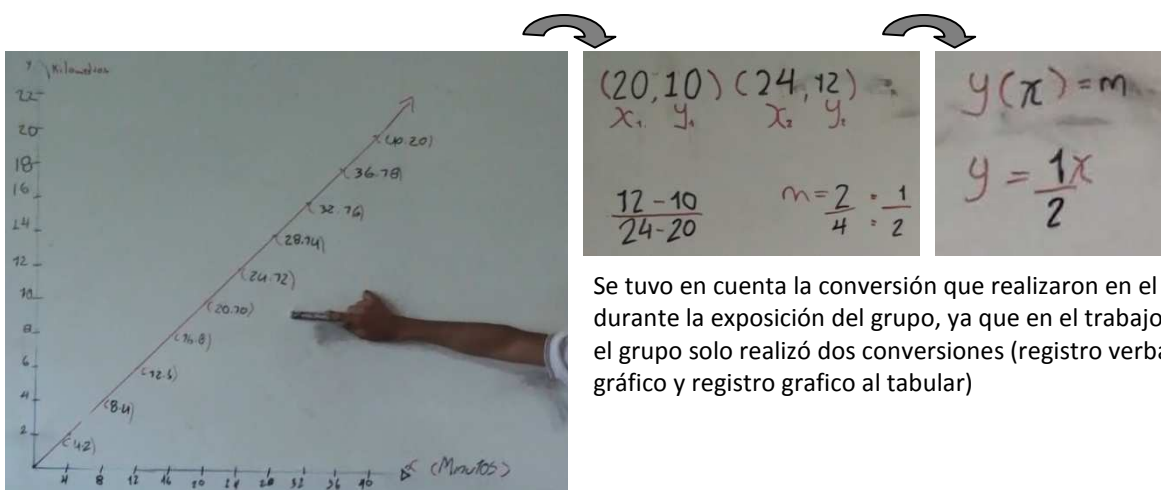 y Kilometros
22
20
(40.20)
18
(36.18)
16
(32.16)
14
(28.14)
12
(24.12)
10
(20.10)
8
(16.8)
6
(12.6)
4
(8.4)
2
(4.2)
4 8 12 16 20 24 28 32 36 40 x (Minutos)
(20,10) (24,12) =
x₁ y₁ x₂ y₂
12 - 10
24 - 20
m = 2/4 = 1/2
y(x) = m
y = 1x
2
Se tuvo en cuenta la conversión que realizaron en el
durante la exposición del grupo, ya que en el trabajo
el grupo solo realizó dos conversiones (registro verba
gráfico y registro grafico al tabular)